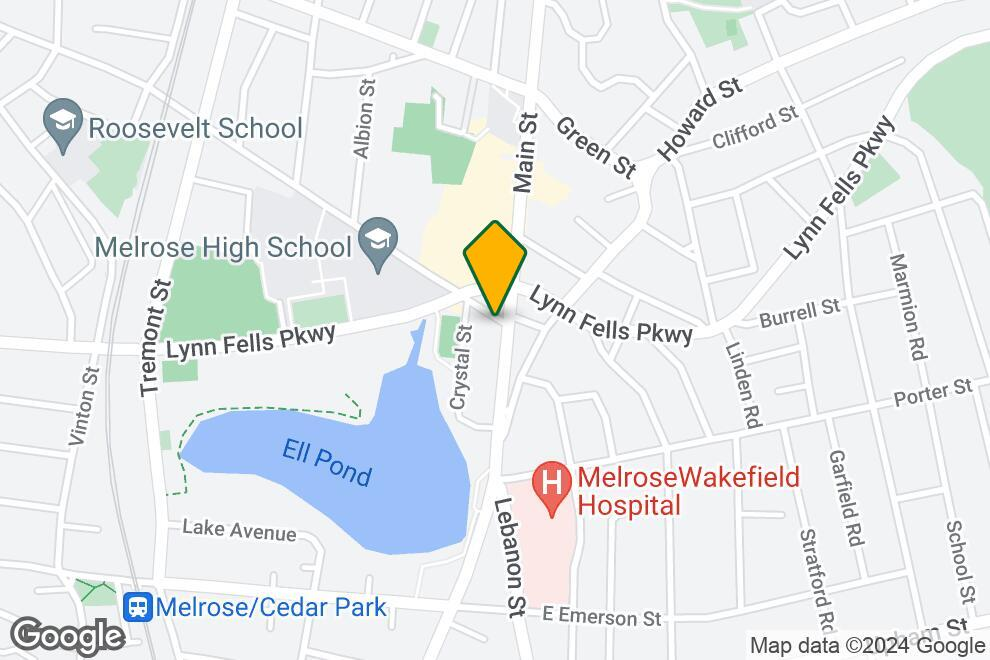 Main St
Albion St
Howard St
Green St
Clifford St
Roosevelt School
Lynn Fells Pkwy
Melrose High School
Marmion Rd
Tremont St
Lynn Fells Pkwy
Lynn Fells Pkwy
Burrell St
Crystal St
Linden Rd
Vinton St
Porter St
Ell Pond
MelroseWakefield
Hospital
Garfield Rd
Lebanon St
Lake Avenue
Stratford Rd
School St
Melrose/Cedar Park
E Emerson St
St
Google
Map data ©2024 Google